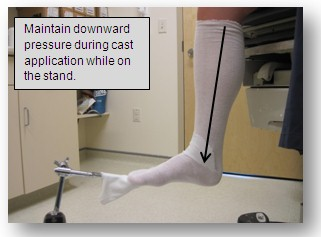 Maintain downward
pressure during cast
application while on
the stand.